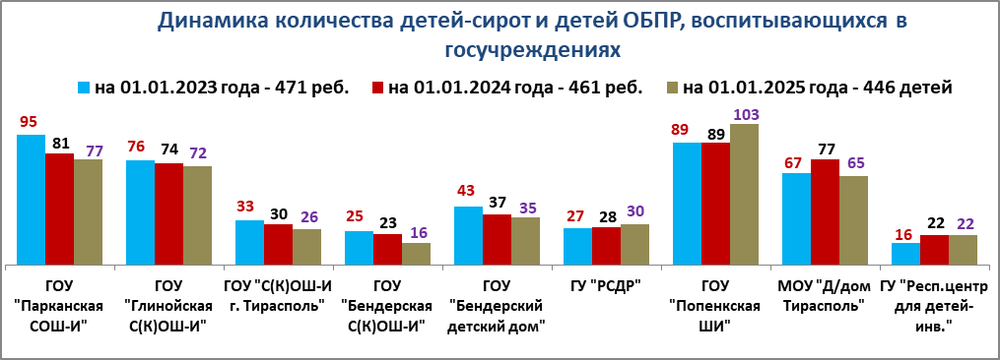 Динамика количества детей-сирот и детей ОБПР, воспитывающихся в
госучреждениях
на 01.01.2023 года - 471 реб.
на 01.01.2024 года - 461 реб.
на 01.01.2025 года - 446 детей
95 81 77
76 74 72
33 30 26
25 23 16
43 37 35
27 28 30
89 89 103
67 77 65
16 22 22
ГОУ
"Парканская
СОШ-И"
ГОУ
"Глинойская
С(К)ОШ-И"
ГОУ "С(К)ОШ-И
г. Тирасполь"
ГОУ
"Бендерская
С(К)ОШ-И"
ГОУ
"Бендерский
детский дом"
ГУ "РСДР"
ГОУ
"Попенкская
ШИ"
МОУ "Д/дом
Тирасполь"
ГУ "Респ.центр
для детей-
инв."